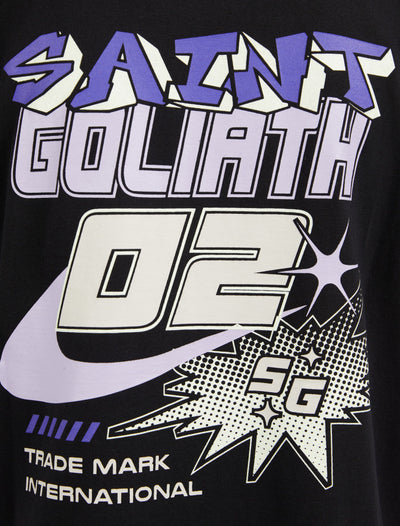 SAINT
GOLIATH
02
SG
TRADE MARK
INTERNATIONAL